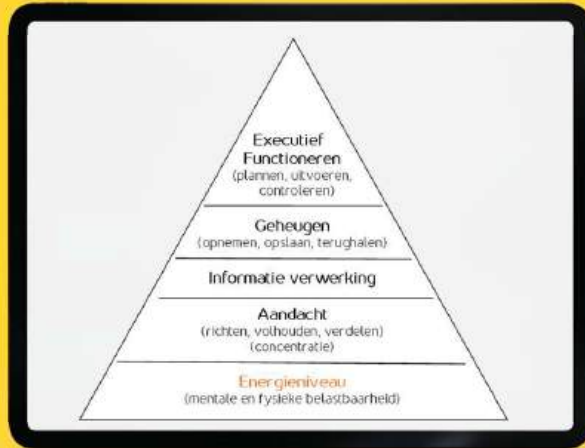 Executief
Functioneren
(plannen, uitvoeren,
controleren)
Geheugen
(opnemen, opslaan, terughalen)
Informatie verwerking
Aandacht
(richten, volhouden, verdelen)
(concentratie)
Energieniveau
(mentale en fysieke belastbaarheid)